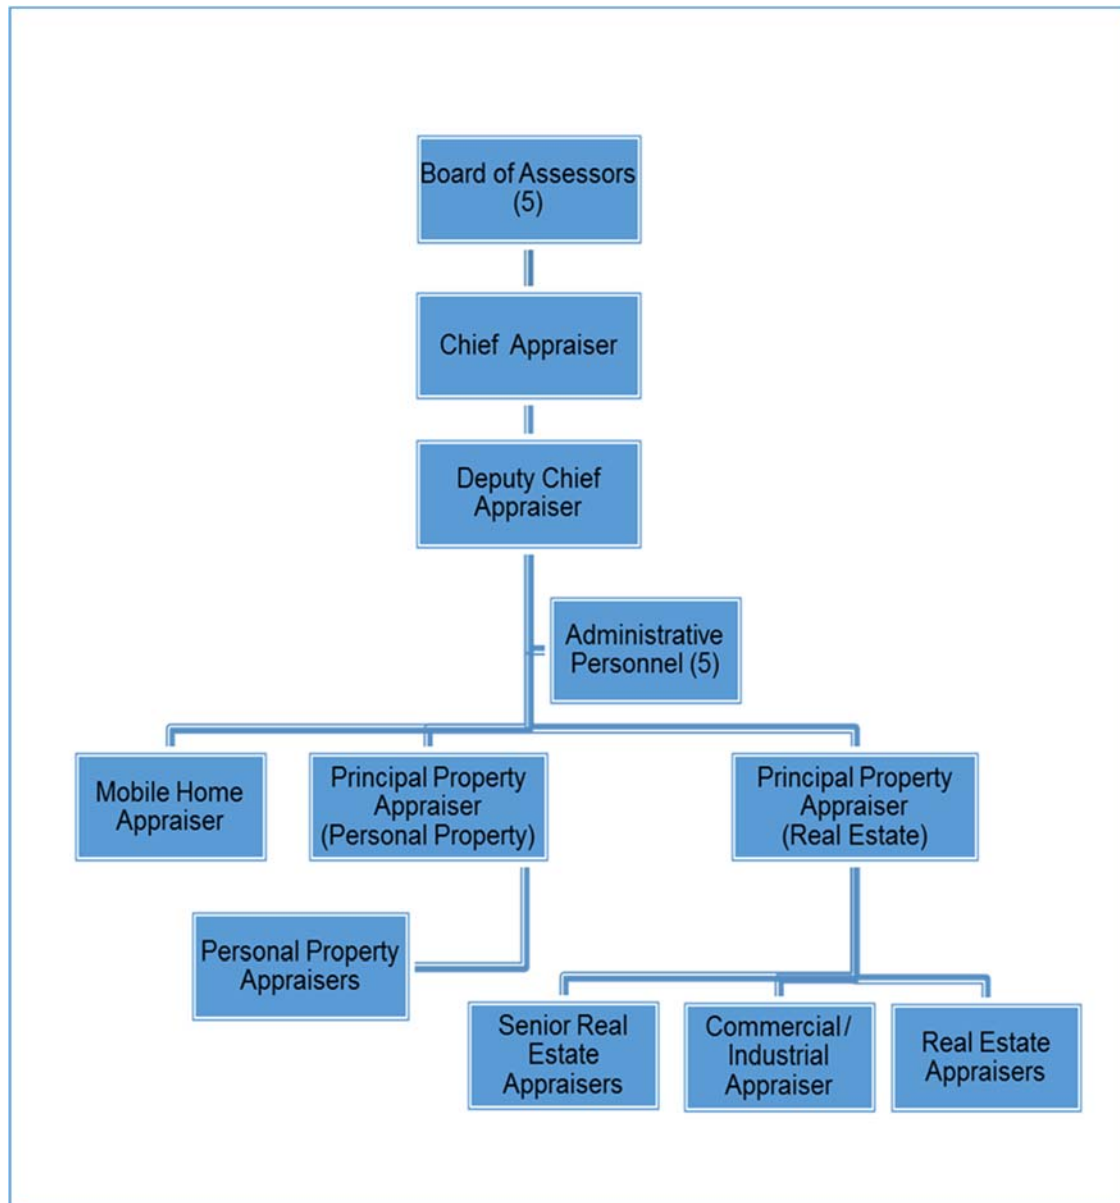 Board of Assessors
(5)
Chief Appraiser
Deputy Chief
Appraiser
Administrative
Personnel (5)
Mobile Home
Appraiser
Principal Property
Appraiser
(Personal Property)
Principal Property
Appraiser
(Real Estate)
Personal Property
Appraisers
Senior Real
Estate
Appraisers
Commercial /
Industrial
Appraiser
Real Estate
Appraisers